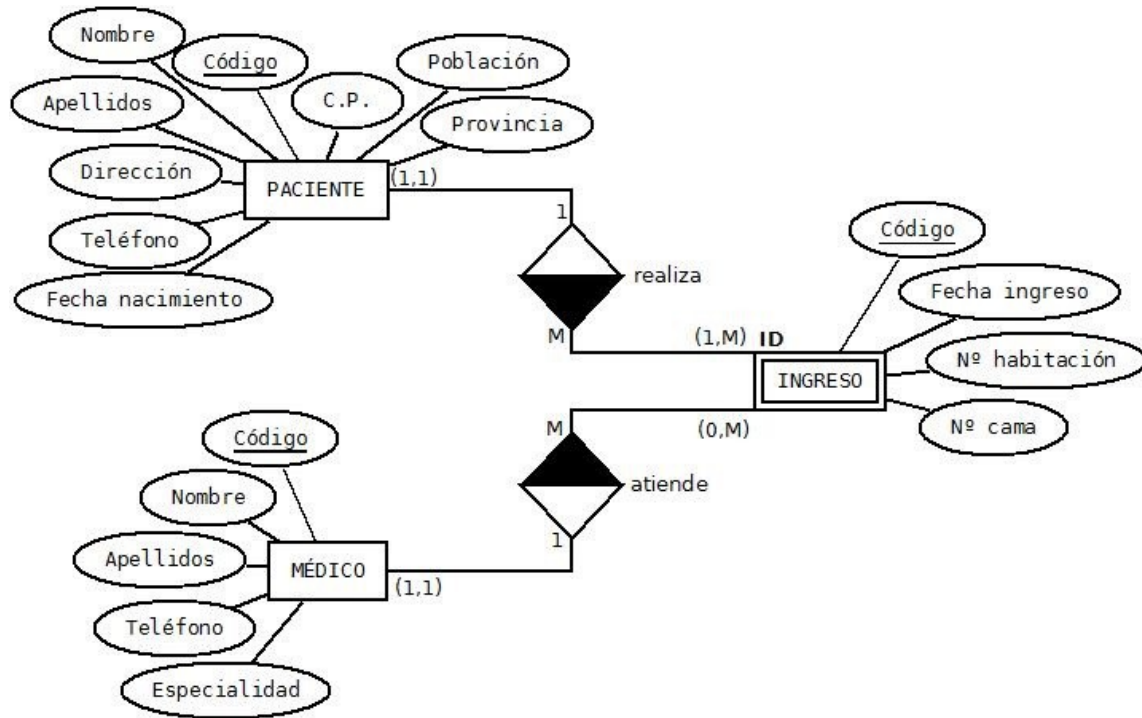 Nombre
Código
Población
Apellidos
C.P.
Provincia
Dirección
PACIENTE
(1,1)
Teléfono
1
Código
Fecha nacimiento
realiza
Fecha ingreso
M
(1,M) ID
Nº habitación
INGRESO
Nº cama
M
(0,M)
Código
Nombre
atiende
Apellidos
1
MÉDICO
(1,1)
Teléfono
Especialidad